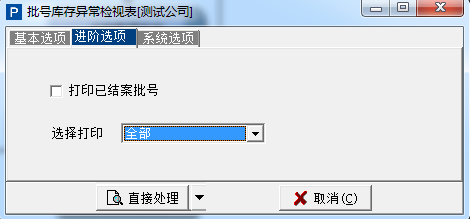 P 批号库存异常检视表[测试公司]
基本选项 进阶选项 系统选项
打印已结案批号
选择打印 全部
直接处理 取消(C)